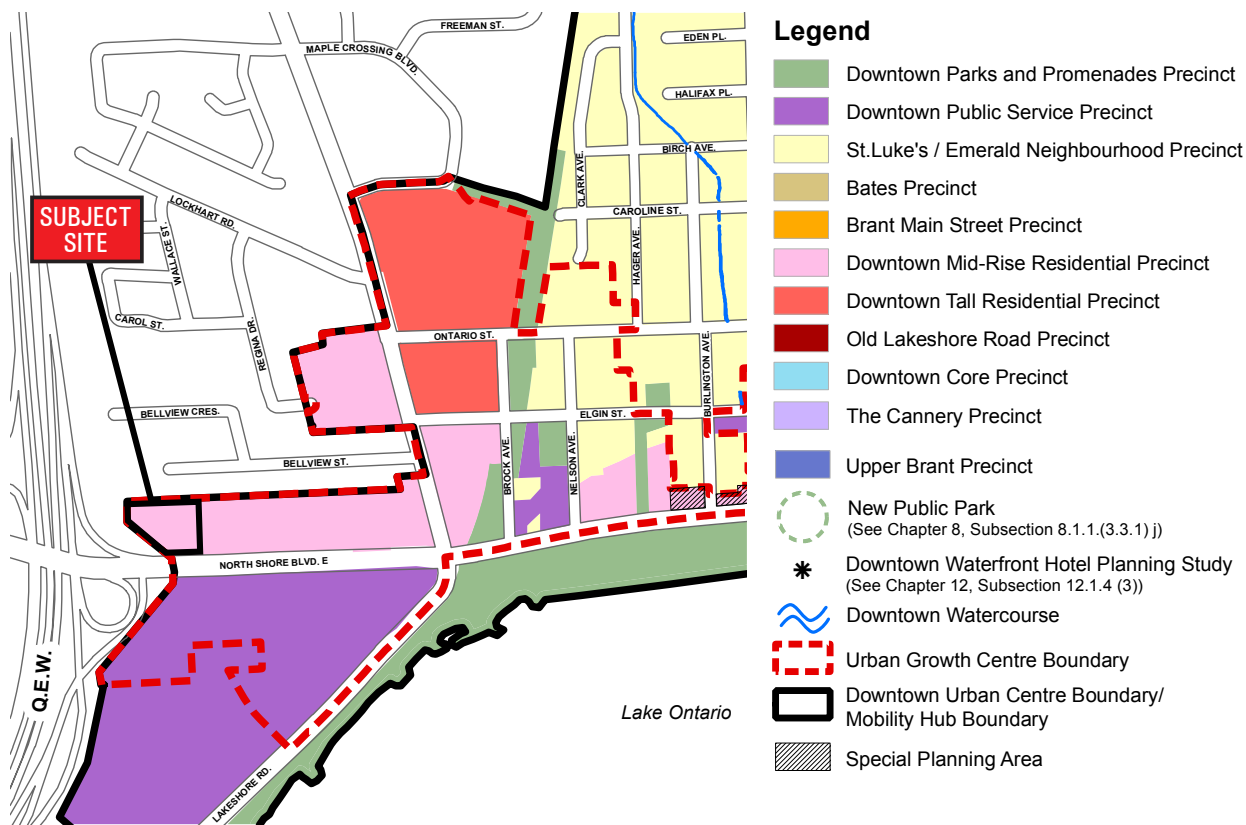 FREEMAN ST.
MAPLE CROSSING BLVD.
EDEN PL.
HALIFAX PL.
BIRCH AVE.
CLARK AVE.
CAROLINE ST.
HAGER AVE.
LOCKHART RD.
SUBJECT
SITE
WALLACE ST.
CAROL ST.
REGINA DR.
ONTARIO ST.
BURLINGTON AVE.
BELLVIEW CRES.
ELGIN ST.
BELLVIEW ST.
BROCK AVE.
NELSON AVE.
NORTH SHORE BLVD. E
Q.E.W.
Lake Ontario
LAKESHORE RD.
Legend
Downtown Parks and Promenades Precinct
Downtown Public Service Precinct
St.Luke's / Emerald Neighbourhood Precinct
Bates Precinct
Brant Main Street Precinct
Downtown Mid-Rise Residential Precinct
Downtown Tall Residential Precinct
Old Lakeshore Road Precinct
Downtown Core Precinct
The Cannery Precinct
Upper Brant Precinct
New Public Park
(See Chapter 8, Subsection 8.1.1.(3.3.1) j)
Downtown Waterfront Hotel Planning Study
(See Chapter 12, Subsection 12.1.4 (3))
Downtown Watercourse
Urban Growth Centre Boundary
Downtown Urban Centre Boundary/
Mobility Hub Boundary
Special Planning Area